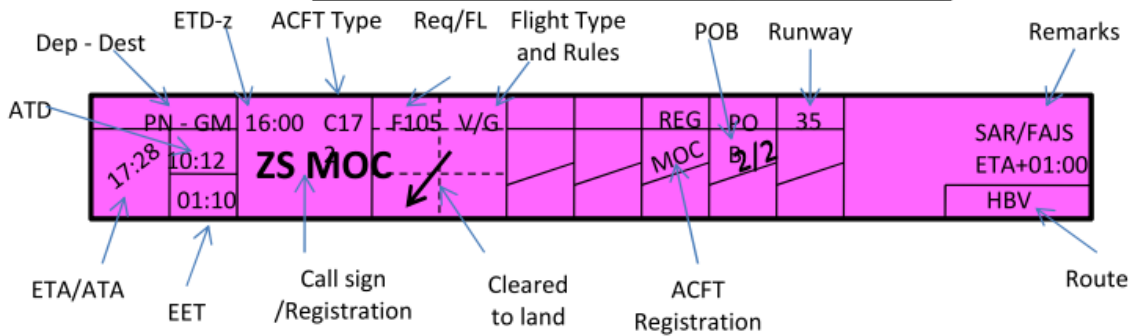 ETD-z ACFT Type Req/FL Flight Type
and Rules
Dep - Dest POB Runway Remarks
ATD
PN - GM 16:00 C17 F105 V/G REG PO 35
2 B
SAR/FAJS
17:28 10:12 ZS MOC MOC 2/2 ETA+01:00
01:10 HBV
ETA/ATA EET Call sign
/Registration
Cleared
to land
ACFT
Registration
Route